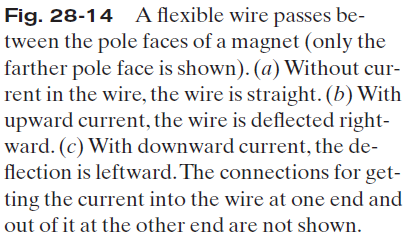 Fig. 28-14 A flexible wire passes be-
tween the pole faces of a magnet (only the
farther pole face is shown). (a) Without cur-
rent in the wire, the wire is straight. (b) With
upward current, the wire is deflected right-
ward. (c) With downward current, the de-
flection is leftward. The connections for get-
ting the current into the wire at one end and
out of it at the other end are not shown.